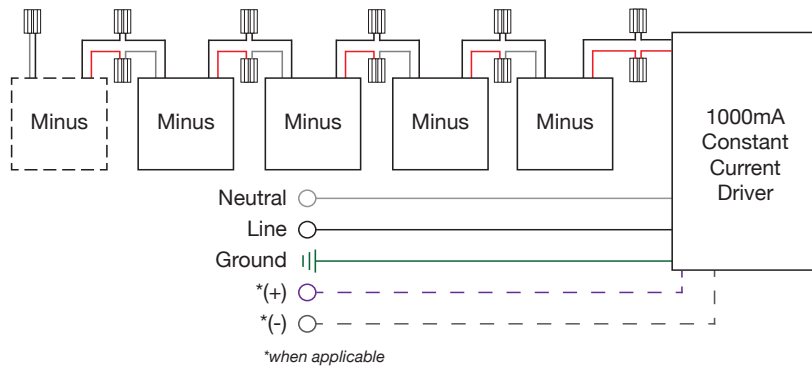 Minus
Minus
Minus
Minus
Minus
1000mA
Constant
Current
Driver
Neutral
Line
Ground
*(+)
*(-)
*when applicable